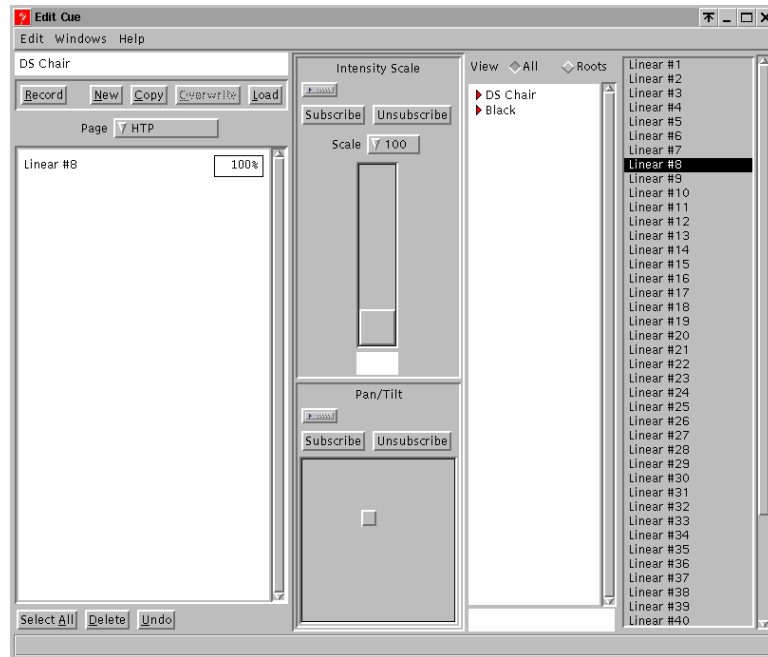 Edit Cue
Edit Windows Help
DS Chair
Record New Copy Overwrite Load
Page HTP
Linear #8 100%
Select All Delete Undo
Intensity Scale
Subscribe Unsubscribe
Scale 100
Pan/Tilt
Subscribe Unsubscribe
View All Roots
DS Chair
Black
Linear #1
Linear #2
Linear #3
Linear #4
Linear #5
Linear #6
Linear #7
Linear #8
Linear #9
Linear #10
Linear #11
Linear #12
Linear #13
Linear #14
Linear #15
Linear #16
Linear #17
Linear #18
Linear #19
Linear #20
Linear #21
Linear #22
Linear #23
Linear #24
Linear #25
Linear #26
Linear #27
Linear #28
Linear #29
Linear #30
Linear #31
Linear #32
Linear #33
Linear #34
Linear #35
Linear #36
Linear #37
Linear #38
Linear #39
Linear #40